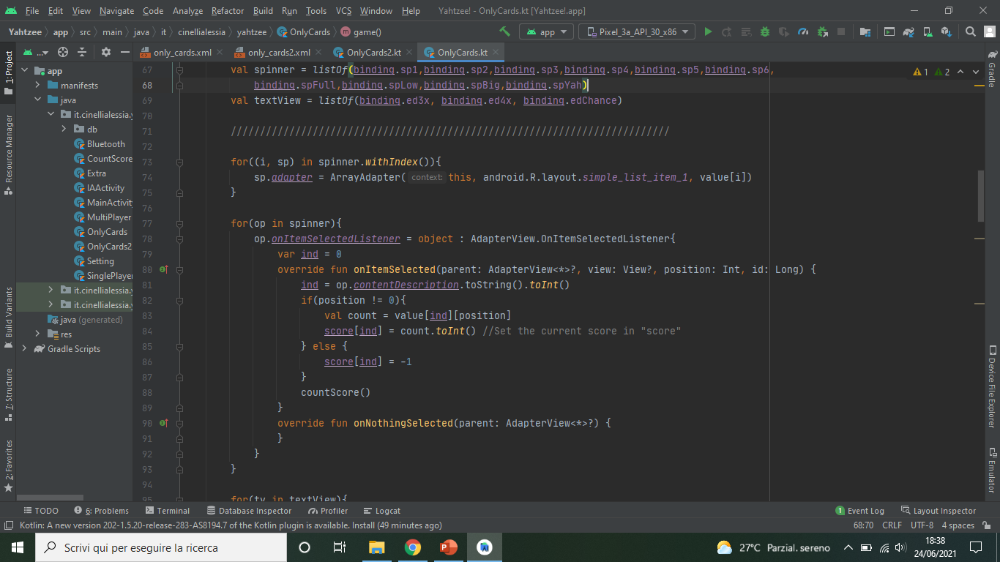 File Edit View Navigate Code Analyze Refactor Build Run Tools VCS Window Help Yahtzee! - OnlyCards.kt [Yahtzee!.app]
Yahtzee app src main java it cinellialessia yahtzee OnlyCards game() app Pixel_3a_API_30_x86
1: Project
Resource Manager
Build Variants
7: Structure
2: Favorites
... only_cards.xml only_cards2.xml OnlyCards2.kt OnlyCards.kt
app
manifests
java
it.cinellialessia.y
db
Bluetooth
CountScore
Extra
IAActivity
MainActivity
MultiPlayer
OnlyCards
OnlyCards2
Setting
SinglePlayer
it.cinellialessia.y
it.cinellialessia.y
java (generated)
res
Gradle Scripts
67 val spinner = listOf(binding.sp1,binding.sp2,binding.sp3,binding.sp4,binding.sp5,binding.sp6,
68 binding.spFull,binding.spLow,binding.spBig,binding.spYah)
69 val textView = listOf(binding.ed3x, binding.ed4x, binding.edChance)
70
71 ///////////////////////////////////////////////////////////////////////////
72
73 for((i, sp) in spinner.withIndex()){
74 sp.adapter = ArrayAdapter( context: this, android.R.layout.simple_list_item_1, value[i])
75 }
76
77 for(op in spinner){
78 op.onItemSelectedListener = object : AdapterView.OnItemSelectedListener{
79 var ind = 0
80 override fun onItemSelected(parent: AdapterView<*>?, view: View?, position: Int, id: Long) {
81 ind = op.contentDescription.toString().toInt()
82 if(position != 0){
83 val count = value[ind][position]
84 score[ind] = count.toInt() //Set the current score in "score"
85 } else {
86 score[ind] = -1
87 }
88 countScore()
89 }
90 override fun onNothingSelected(parent: AdapterView<*>?) {
91 }
92 }
93 }
94
95 for(tv in textView){
1 2
Gradle
Device File Explorer
Emulator
TODO 6: Problems Terminal Database Inspector Profiler Logcat 1 Event Log Layout Inspector
Kotlin: A new version 202-1.5.20-release-283-AS8194.7 of the Kotlin plugin is available. Install (49 minutes ago) 68:70 CRLF UTF-8 4 spaces
Scrivi qui per eseguire la ricerca 27°C Parzial. sereno 18:38
24/06/2021